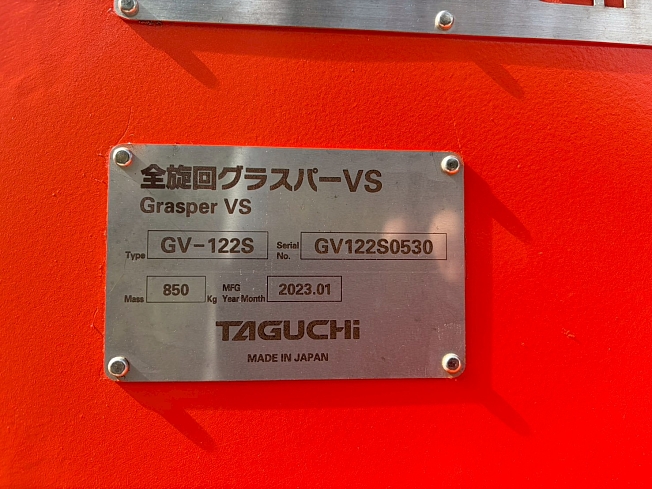 全旋回グラスパーVS
Grasper VS
Type GV-122S Serial No. GV122S0530
Mass 850 Kg MFG Year Month 2023.01
TAGUCHi
MADE IN JAPAN